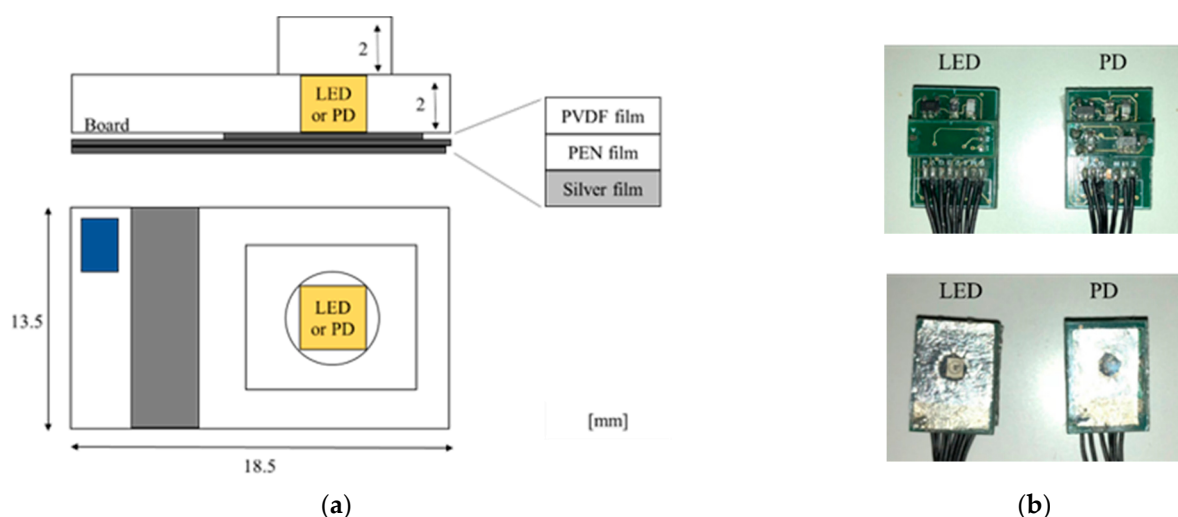 2
LED
or PD
2
Board
PVDF film
PEN film
Silver film
13.5
LED
or PD
[mm]
18.5
(a)
LED
PD
LED
PD
(b)